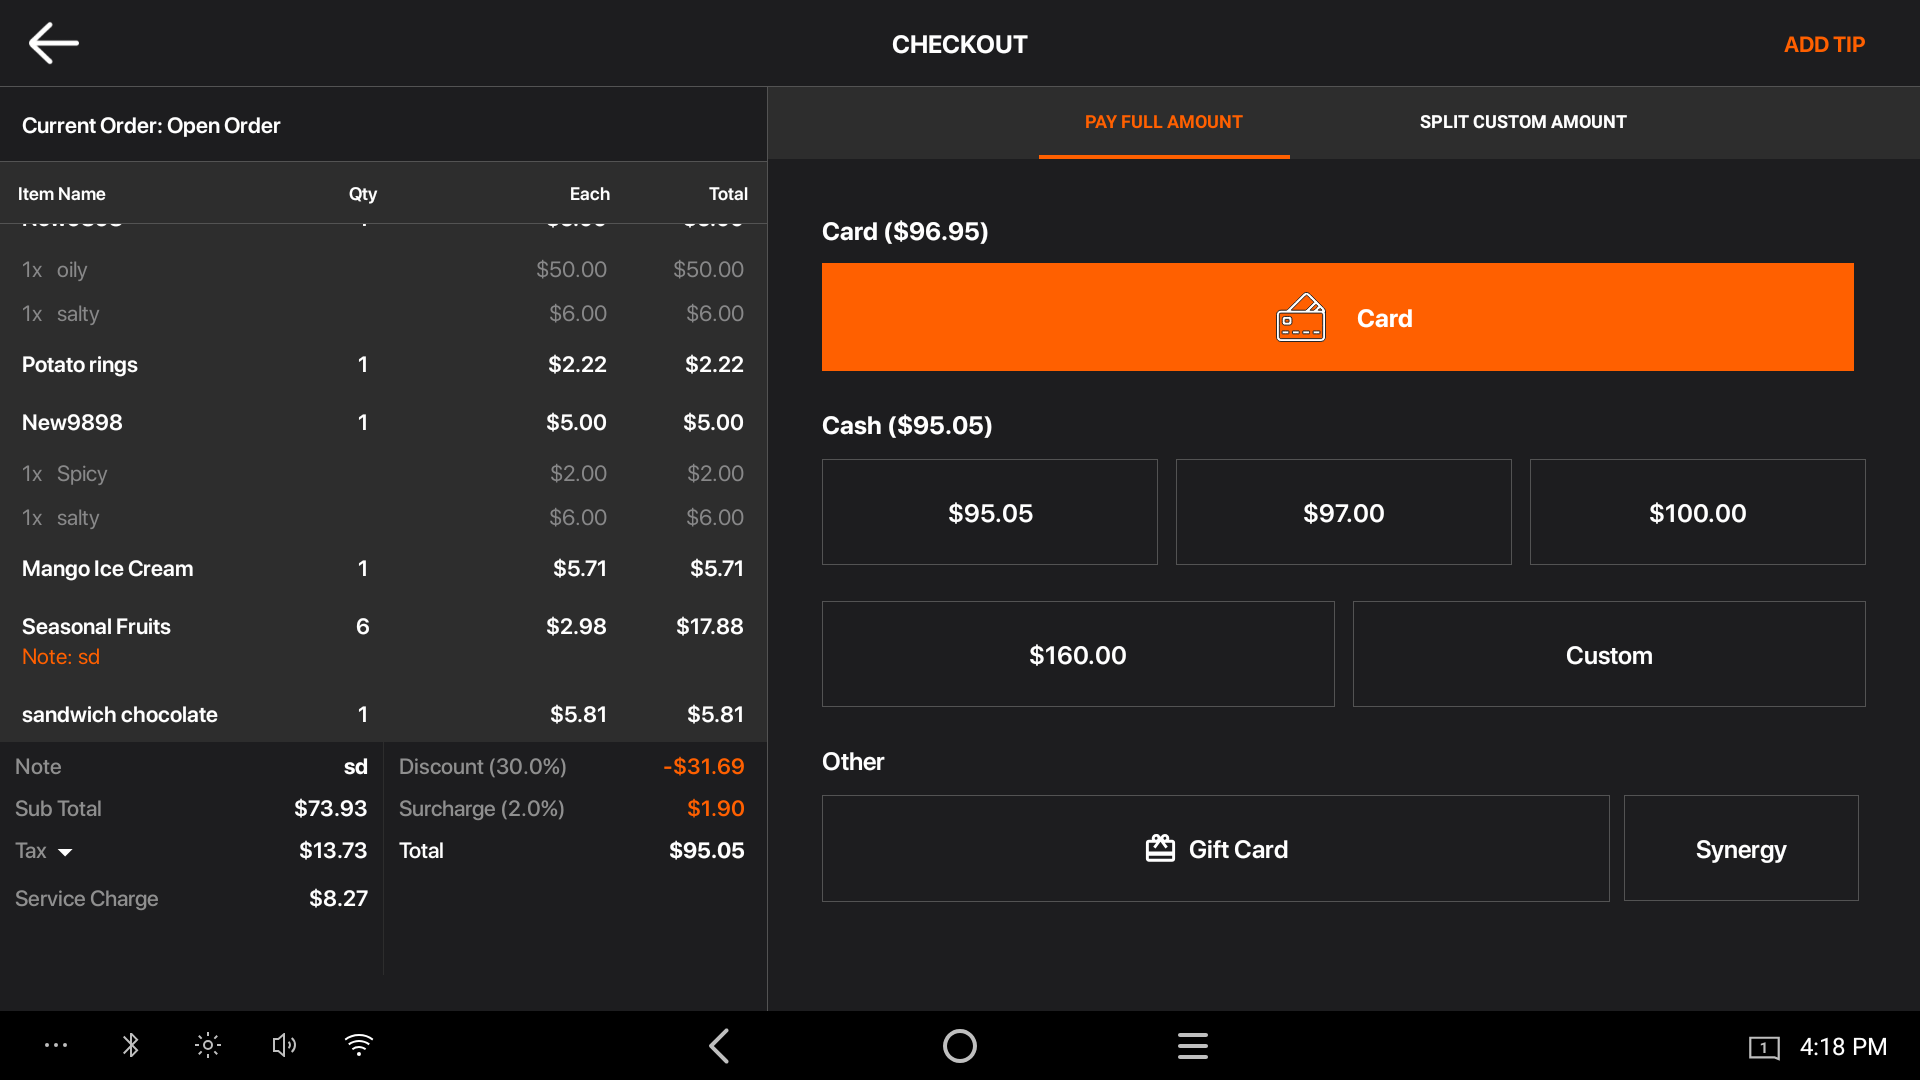 CHECKOUT
ADD TIP
Current Order: Open Order
PAY FULL AMOUNT
SPLIT CUSTOM AMOUNT
Item Name Qty Each Total
1x oily $50.00 $50.00
1x salty $6.00 $6.00
Potato rings 1 $2.22 $2.22
New9898 1 $5.00 $5.00
1x Spicy $2.00 $2.00
1x salty $6.00 $6.00
Mango Ice Cream 1 $5.71 $5.71
Seasonal Fruits 6 $2.98 $17.88
Note: sd
sandwich chocolate 1 $5.81 $5.81
Note sd
Sub Total $73.93
Tax $13.73
Service Charge $8.27
Discount (30.0%) -$31.69
Surcharge (2.0%) $1.90
Total $95.05
Card ($96.95)
Card
Cash ($95.05)
$95.05 $97.00 $100.00
$160.00 Custom
Other
Gift Card Synergy
1 4:18 PM